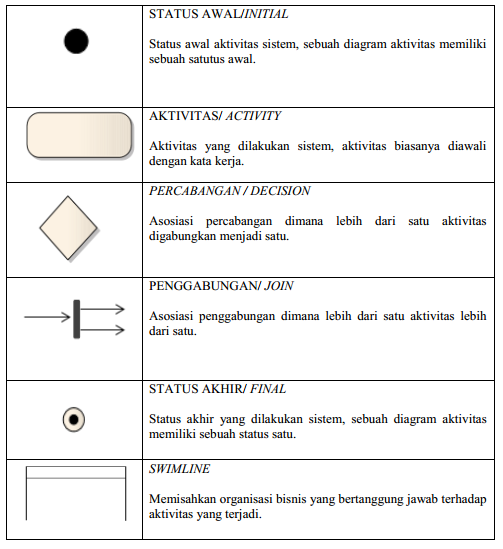 STATUS AWAL/INITIAL
Status awal aktivitas sistem, sebuah diagram aktivitas memiliki
sebuah satutus awal.
AKTIVITAS/ ACTIVITY
Aktivitas yang dilakukan sistem, aktivitas biasanya diawali
dengan kata kerja.
PERCABANGAN / DECISION
Asosiasi percabangan dimana lebih dari satu aktivitas
digabungkan menjadi satu.
PENGGABUNGAN/ JOIN
Asosiasi penggabungan dimana lebih dari satu aktivitas lebih
dari satu.
STATUS AKHIR/ FINAL
Status akhir yang dilakukan sistem, sebuah diagram aktivitas
memiliki sebuah status satu.
SWIMLINE
Memisahkan organisasi bisnis yang bertanggung jawab terhadap
aktivitas yang terjadi.